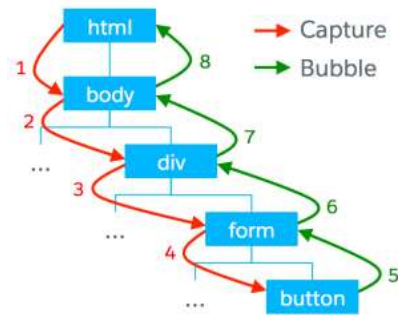 html
Capture
1
8
Bubble
body
2
7
...
div
3
6
...
form
4
5
...
button